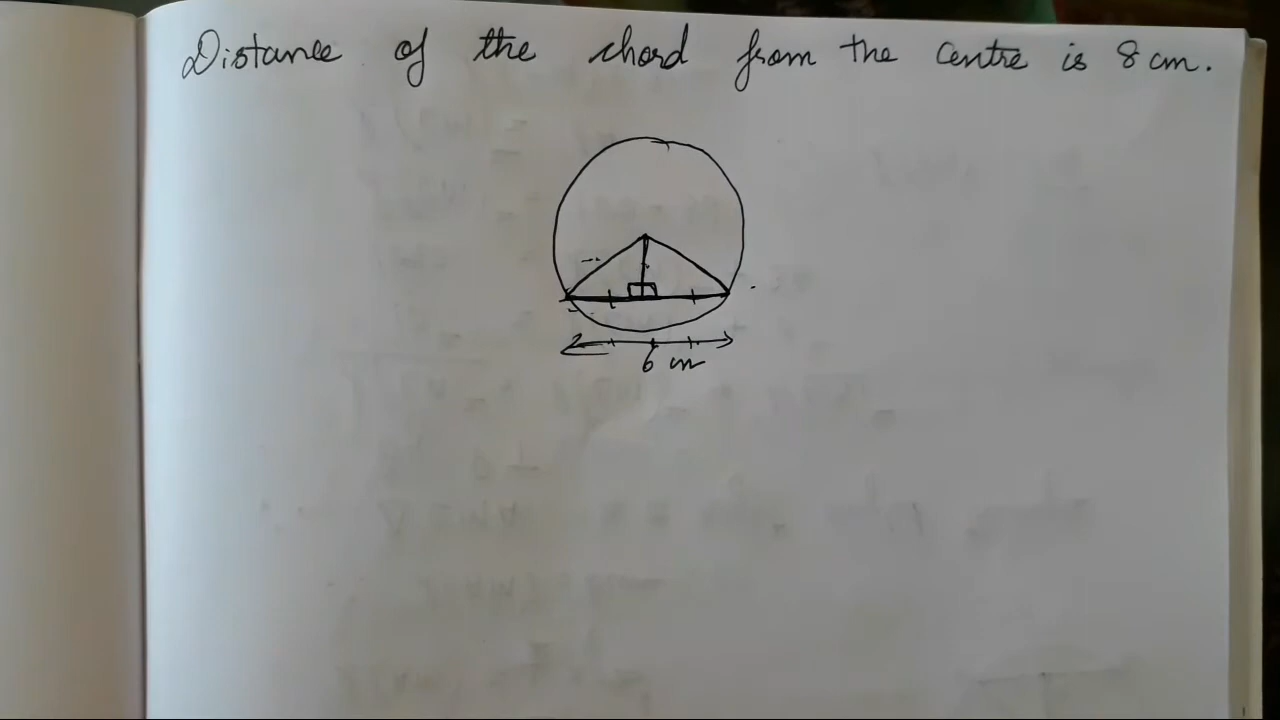 Distance of the chord from the centre is 8 cm.
6 cm